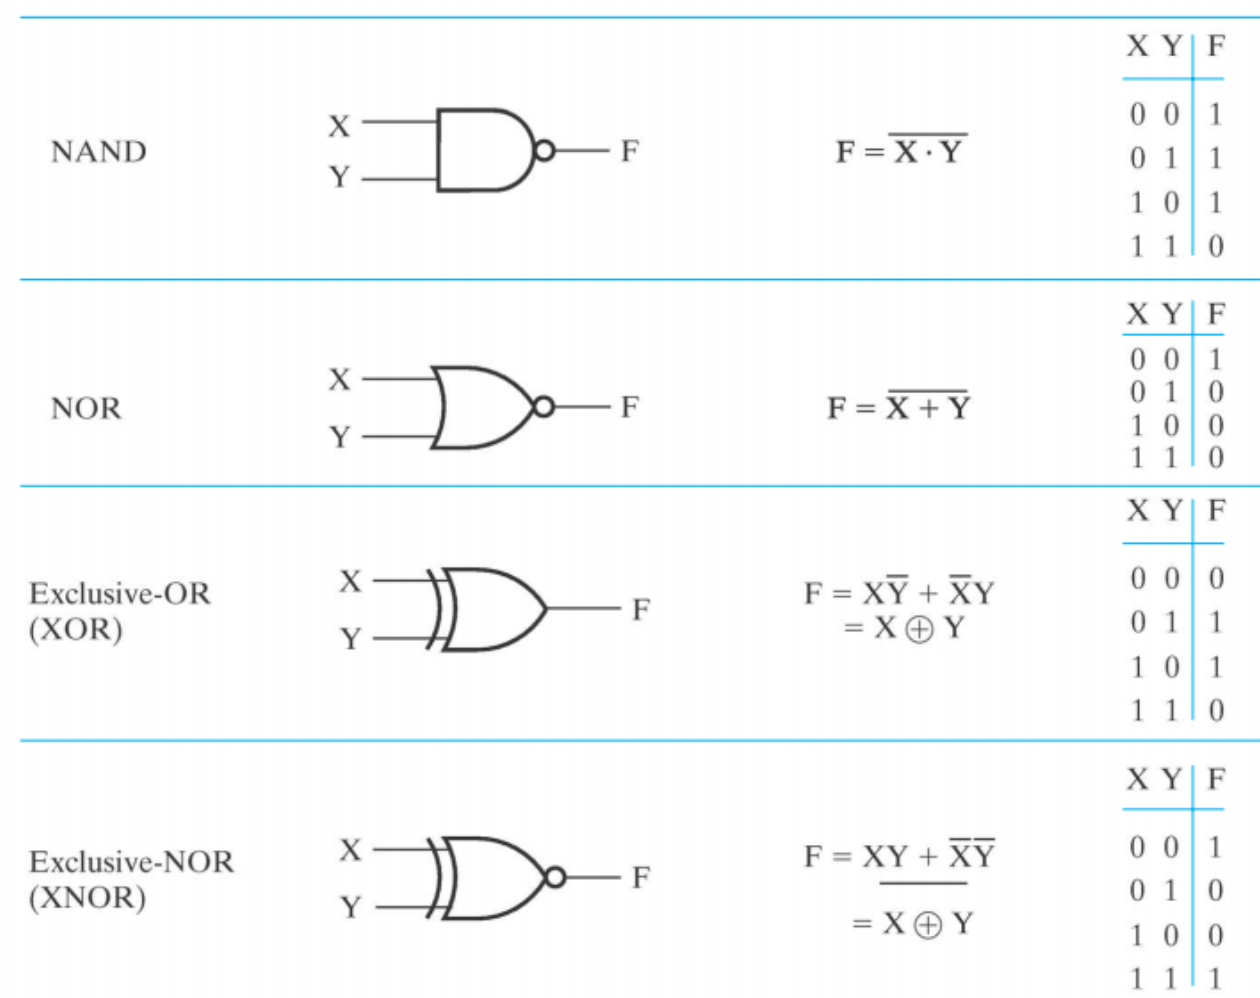 X Y F
0 0 1
0 1 1
1 0 1
1 1 0
NAND
X
Y
F
F = X̅ ̅·̅ ̅Y̅
X Y F
0 0 1
0 1 0
1 0 0
1 1 0
NOR
X
Y
F
F = X̅ ̅+̅ ̅Y̅
X Y F
0 0 0
0 1 1
1 0 1
1 1 0
Exclusive-OR
(XOR)
X
Y
F
F = XY̅ + X̅Y
= X ⊕ Y
X Y F
0 0 1
0 1 0
1 0 0
1 1 1
Exclusive-NOR
(XNOR)
X
Y
F
F = XY + X̅Y̅
= X̅ ̅⊕̅ ̅Y̅